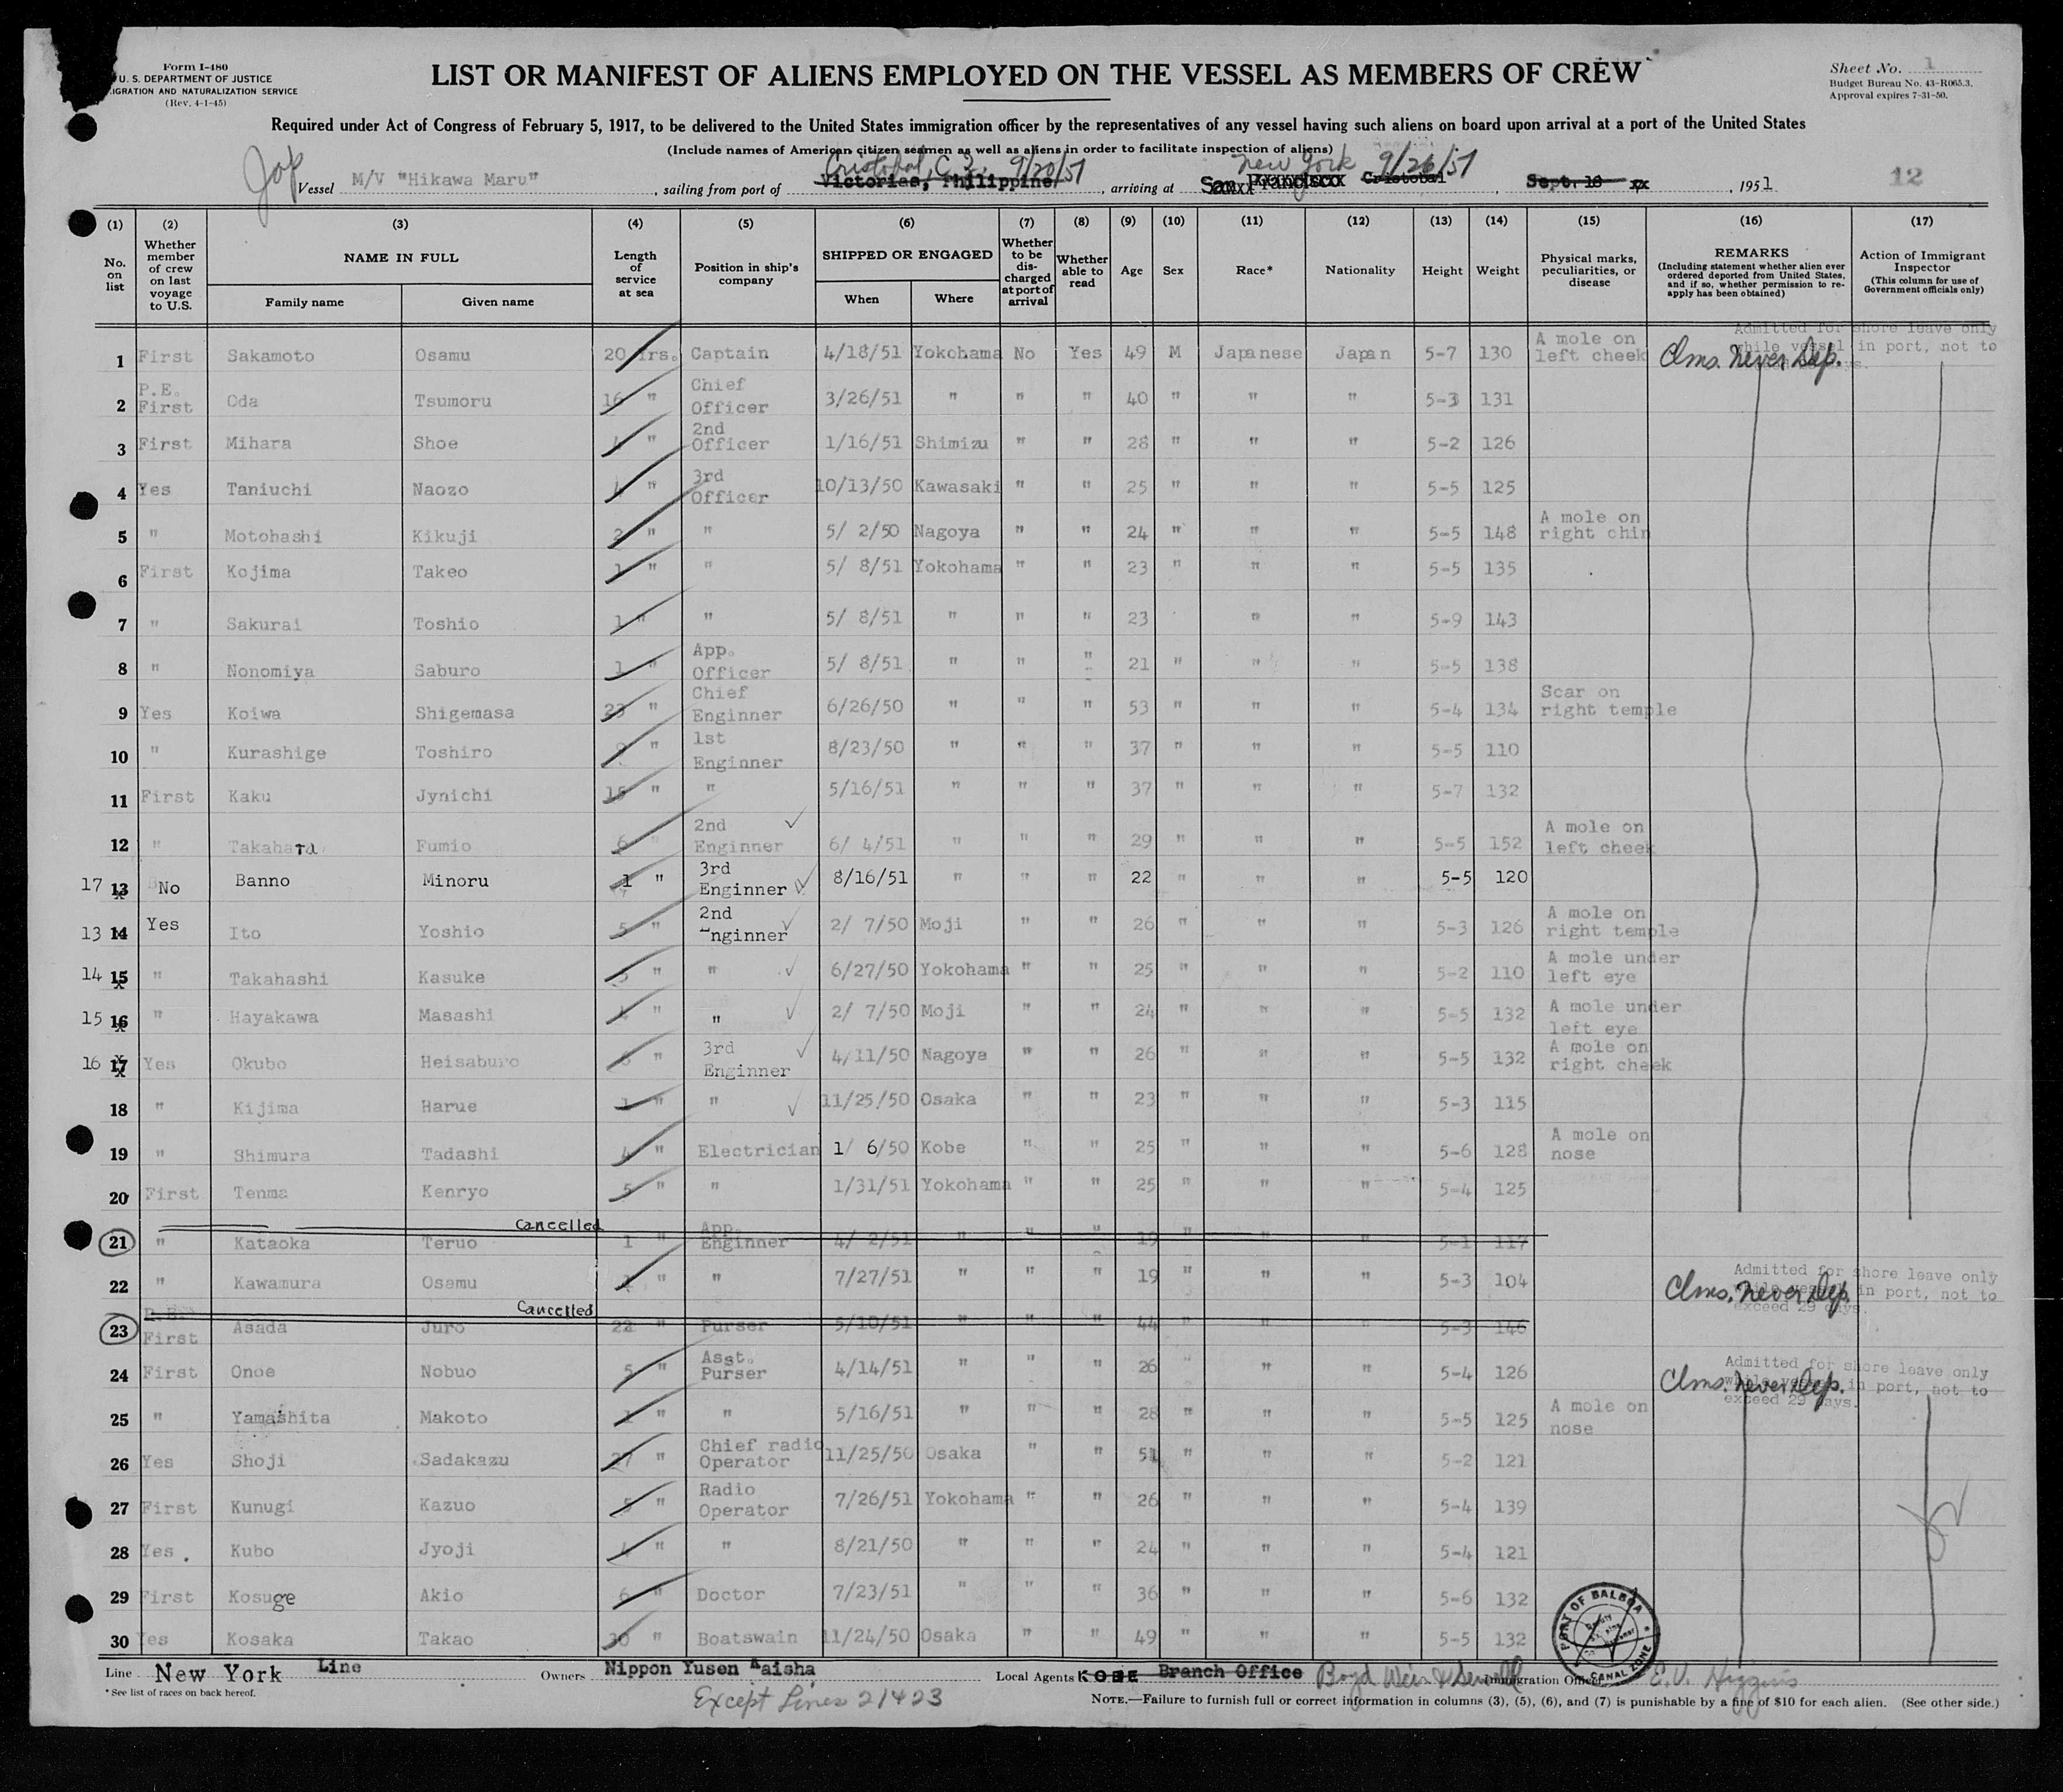 Form I-480
U. S. DEPARTMENT OF JUSTICE
IGRATION AND NATURALIZATION SERVICE
(Rev. 4-1-45)
LIST OR MANIFEST OF ALIENS EMPLOYED ON THE VESSEL AS MEMBERS OF CREW
Sheet No. 1
Budget Bureau No. 43-R065.3.
Approval expires 7-31-50.
Required under Act of Congress of February 5, 1917, to be delivered to the United States immigration officer by the representatives of any vessel having such aliens on board upon arrival at a port of the United States
(Include names of American citizen seamen as well as aliens in order to facilitate inspection of aliens)
Jap
Cristobal, C.Z. 9/20/51 New York 9/26/51
Vessel M/V "Hikawa Maru", sailing from port of Victorias, Philippine, arriving at San Francisco Cristobal, Sept. 18 xx, 1951
12
(1) (2) (3) (4) (5) (6) (7) (8) (9) (10) (11) (12) (13) (14) (15) (16) (17)
No. on list
Whether member of crew on last voyage to U.S.
NAME IN FULL
Family name Given name
Length of service at sea
Position in ship's company
SHIPPED OR ENGAGED
When Where
Whether to be discharged at port of arrival
Whether able to read
Age
Sex
Race*
Nationality
Height
Weight
Physical marks, peculiarities, or disease
REMARKS
(Including statement whether alien ever ordered deported from United States, and if so, whether permission to reapply has been obtained)
Action of Immigrant Inspector
(This column for use of Government officials only)
1 First Sakamoto Osamu 20 Yrs. Captain 4/18/51 Yokohama No Yes 49 M Japanese Japan 5-7 130 A mole on left cheek Clms. Never Dep. Admitted for shore leave only while vessel in port, not to
2 P.E. First Oda Tsumoru 16 " Chief Officer 3/26/51 " " " 40 " " " 5-3 131
3 First Mihara Shoe " 2nd Officer 1/16/51 Shimizu " " 28 " " " 5-2 126
4 Yes Taniuchi Naozo " 3rd Officer 10/13/50 Kawasaki " " 25 " " " 5-5 125
5 " Motohashi Kikuji 2 " " 5/ 2/50 Nagoya " " 24 " " " 5-5 148 A mole on right chin
6 First Kojima Takeo 1 " " 5/ 8/51 Yokohama " " 23 " " " 5-5 135
7 " Sakurai Toshio 1 " " 5/ 8/51 " " " 23 " " 5-9 143
8 " Nonomiya Saburo 1 " App. Officer 5/ 8/51 " " " 21 " " " 5-5 138
9 Yes Koiwa Shigemasa 23 " Chief Enginner 6/26/50 " " " 53 " " " 5-4 134 Scar on right temple
10 " Kurashige Toshiro " 1st Enginner 8/23/50 " " " 37 " " " 5-5 110
11 First Kaku Jynichi 15 " " 5/16/51 " " " 37 " " " 5-7 132
12 " Takahara Fumio 6 " 2nd Enginner 6/ 4/51 " " " 29 " " " 5-5 152 A mole on left cheek
17 13 No Banno Minoru 1 " 3rd Enginner 8/16/51 " " " 22 " " " 5-5 120
13 14 Yes Ito Yoshio 5 " 2nd Enginner 2/ 7/50 Moji " " 26 " " " 5-3 126 A mole on right temple
14 15 " Takahashi Kasuke " " 6/27/50 Yokohama " " 25 " " " 5-2 110 A mole under left eye
15 16 " Hayakawa Masashi " " 2/ 7/50 Moji " " 24 " " " 5-5 132 A mole under left eye
16 17 Yes Okubo Heisaburo " 3rd Enginner 4/11/50 Nagoya " " 26 " " " 5-5 132 A mole on right cheek
18 " Kijima Harue 1 " " 11/25/50 Osaka " " 23 " " " 5-3 115
19 " Shimura Tadashi 4 " Electrician 1/ 6/50 Kobe " " 25 " " " 5-6 128 A mole on nose
20 First Tenma Kenryo 5 " " 1/31/51 Yokohama " " 25 " " " 5-4 125
Cancelled
21 " Kataoka Teruo 1 " App. Enginner 4/ 2/51 " " " 19 " " " 5-1 117
22 " Kawamura Osamu " " 7/27/51 " " " 19 " " " 5-3 104 Clms. Never Dep. Admitted for shore leave only while vessel in port, not to exceed 29 days.
Cancelled
23 P.E. First Asada Juro 22 " Purser 5/10/51 " " " 44 " " " 5-3 146
24 First Onoe Nobuo 5 " Asst. Purser 4/14/51 " " " 26 " " " 5-4 126 Clms. Never Dep. Admitted for shore leave only while vessel in port, not to exceed 29 days.
25 " Yamashita Makoto 1 " " 5/16/51 " " " 28 " " " 5-5 125 A mole on nose
26 Yes Shoji Sadakazu 27 " Chief radio Operator 11/25/50 Osaka " " 51 " " " 5-2 121
27 First Kunugi Kazuo 5 " Radio Operator 7/26/51 Yokohama " " 26 " " " 5-4 139
28 Yes. Kubo Jyoji " " 8/21/50 " " " 24 " " " 5-4 121
29 First Kosuge Akio 6 " Doctor 7/23/51 " " " 36 " " " 5-6 132
30 Yes Kosaka Takao 30 " Boatswain 11/24/50 Osaka " " 49 " " " 5-5 132
PORT OF BALBOA CANAL ZONE
Line New York Line Owners Nippon Yusen Kaisha Local Agents KOBE Branch Office Boyd Weir & Sewell Immigration Officer E.V. Higgins
* See list of races on back hereof.
Except Lines 21 & 23
NOTE.—Failure to furnish full or correct information in columns (3), (5), (6), and (7) is punishable by a fine of $10 for each alien. (See other side.)